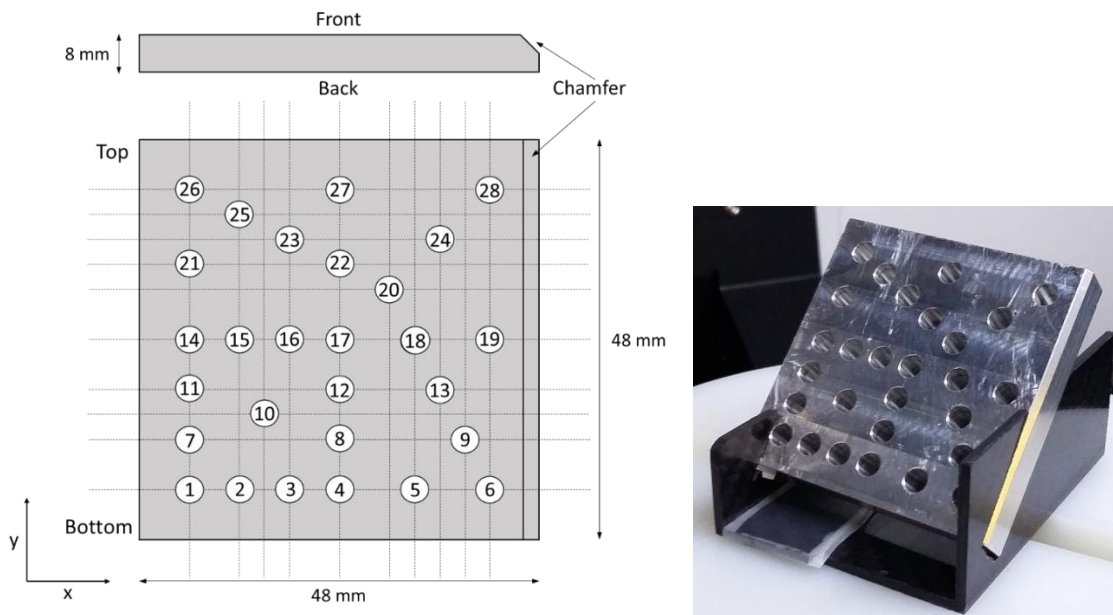 Front
8 mm
Back
Chamfer
Top
26 27 28
25
23 24
21 22
20
14 15 16 17 18 19
48 mm
11 12 13
10
7 8 9
1 2 3 4 5 6
Bottom
y
x
48 mm